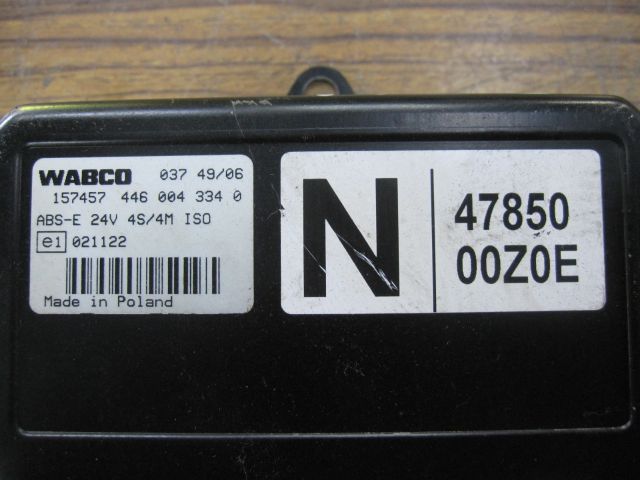 WABCO 037 49/06
157457 446 004 334 0
ABS-E 24V 4S/4M ISO
e1 021122
Made in Poland
N
47850
00Z0E